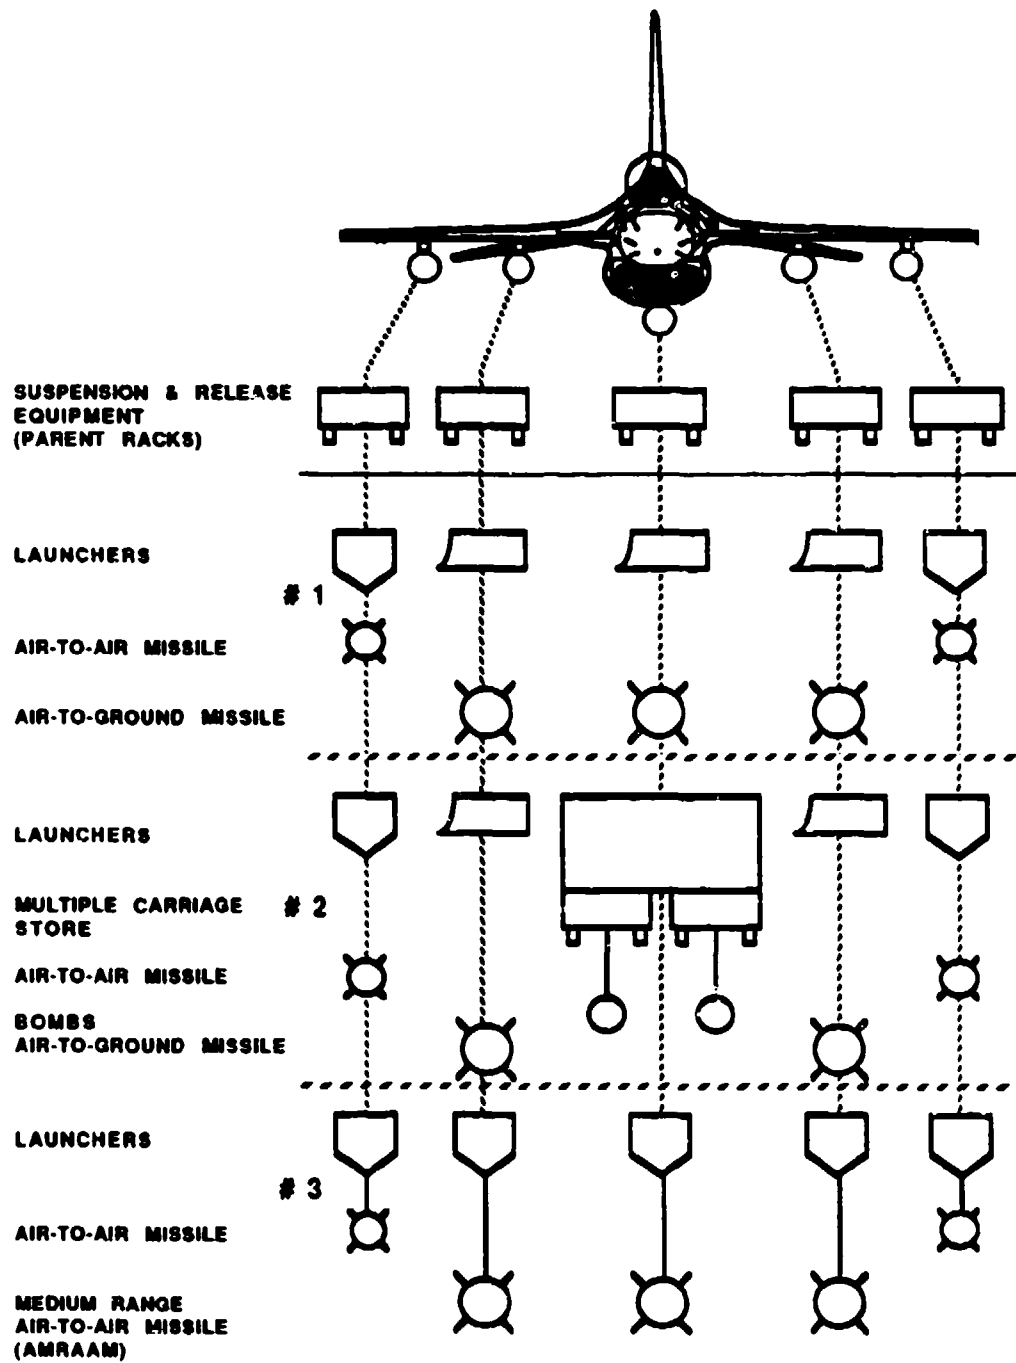 SUSPENSION & RELEASE
EQUIPMENT
(PARENT RACKS)
LAUNCHERS
# 1
AIR-TO-AIR MISSILE
AIR-TO-GROUND MISSILE
LAUNCHERS
MULTIPLE CARRIAGE
# 2
STORE
AIR-TO-AIR MISSILE
BOMBS
AIR-TO-GROUND MISSILE
LAUNCHERS
# 3
AIR-TO-AIR MISSILE
MEDIUM RANGE
AIR-TO-AIR MISSILE
(AMRAAM)